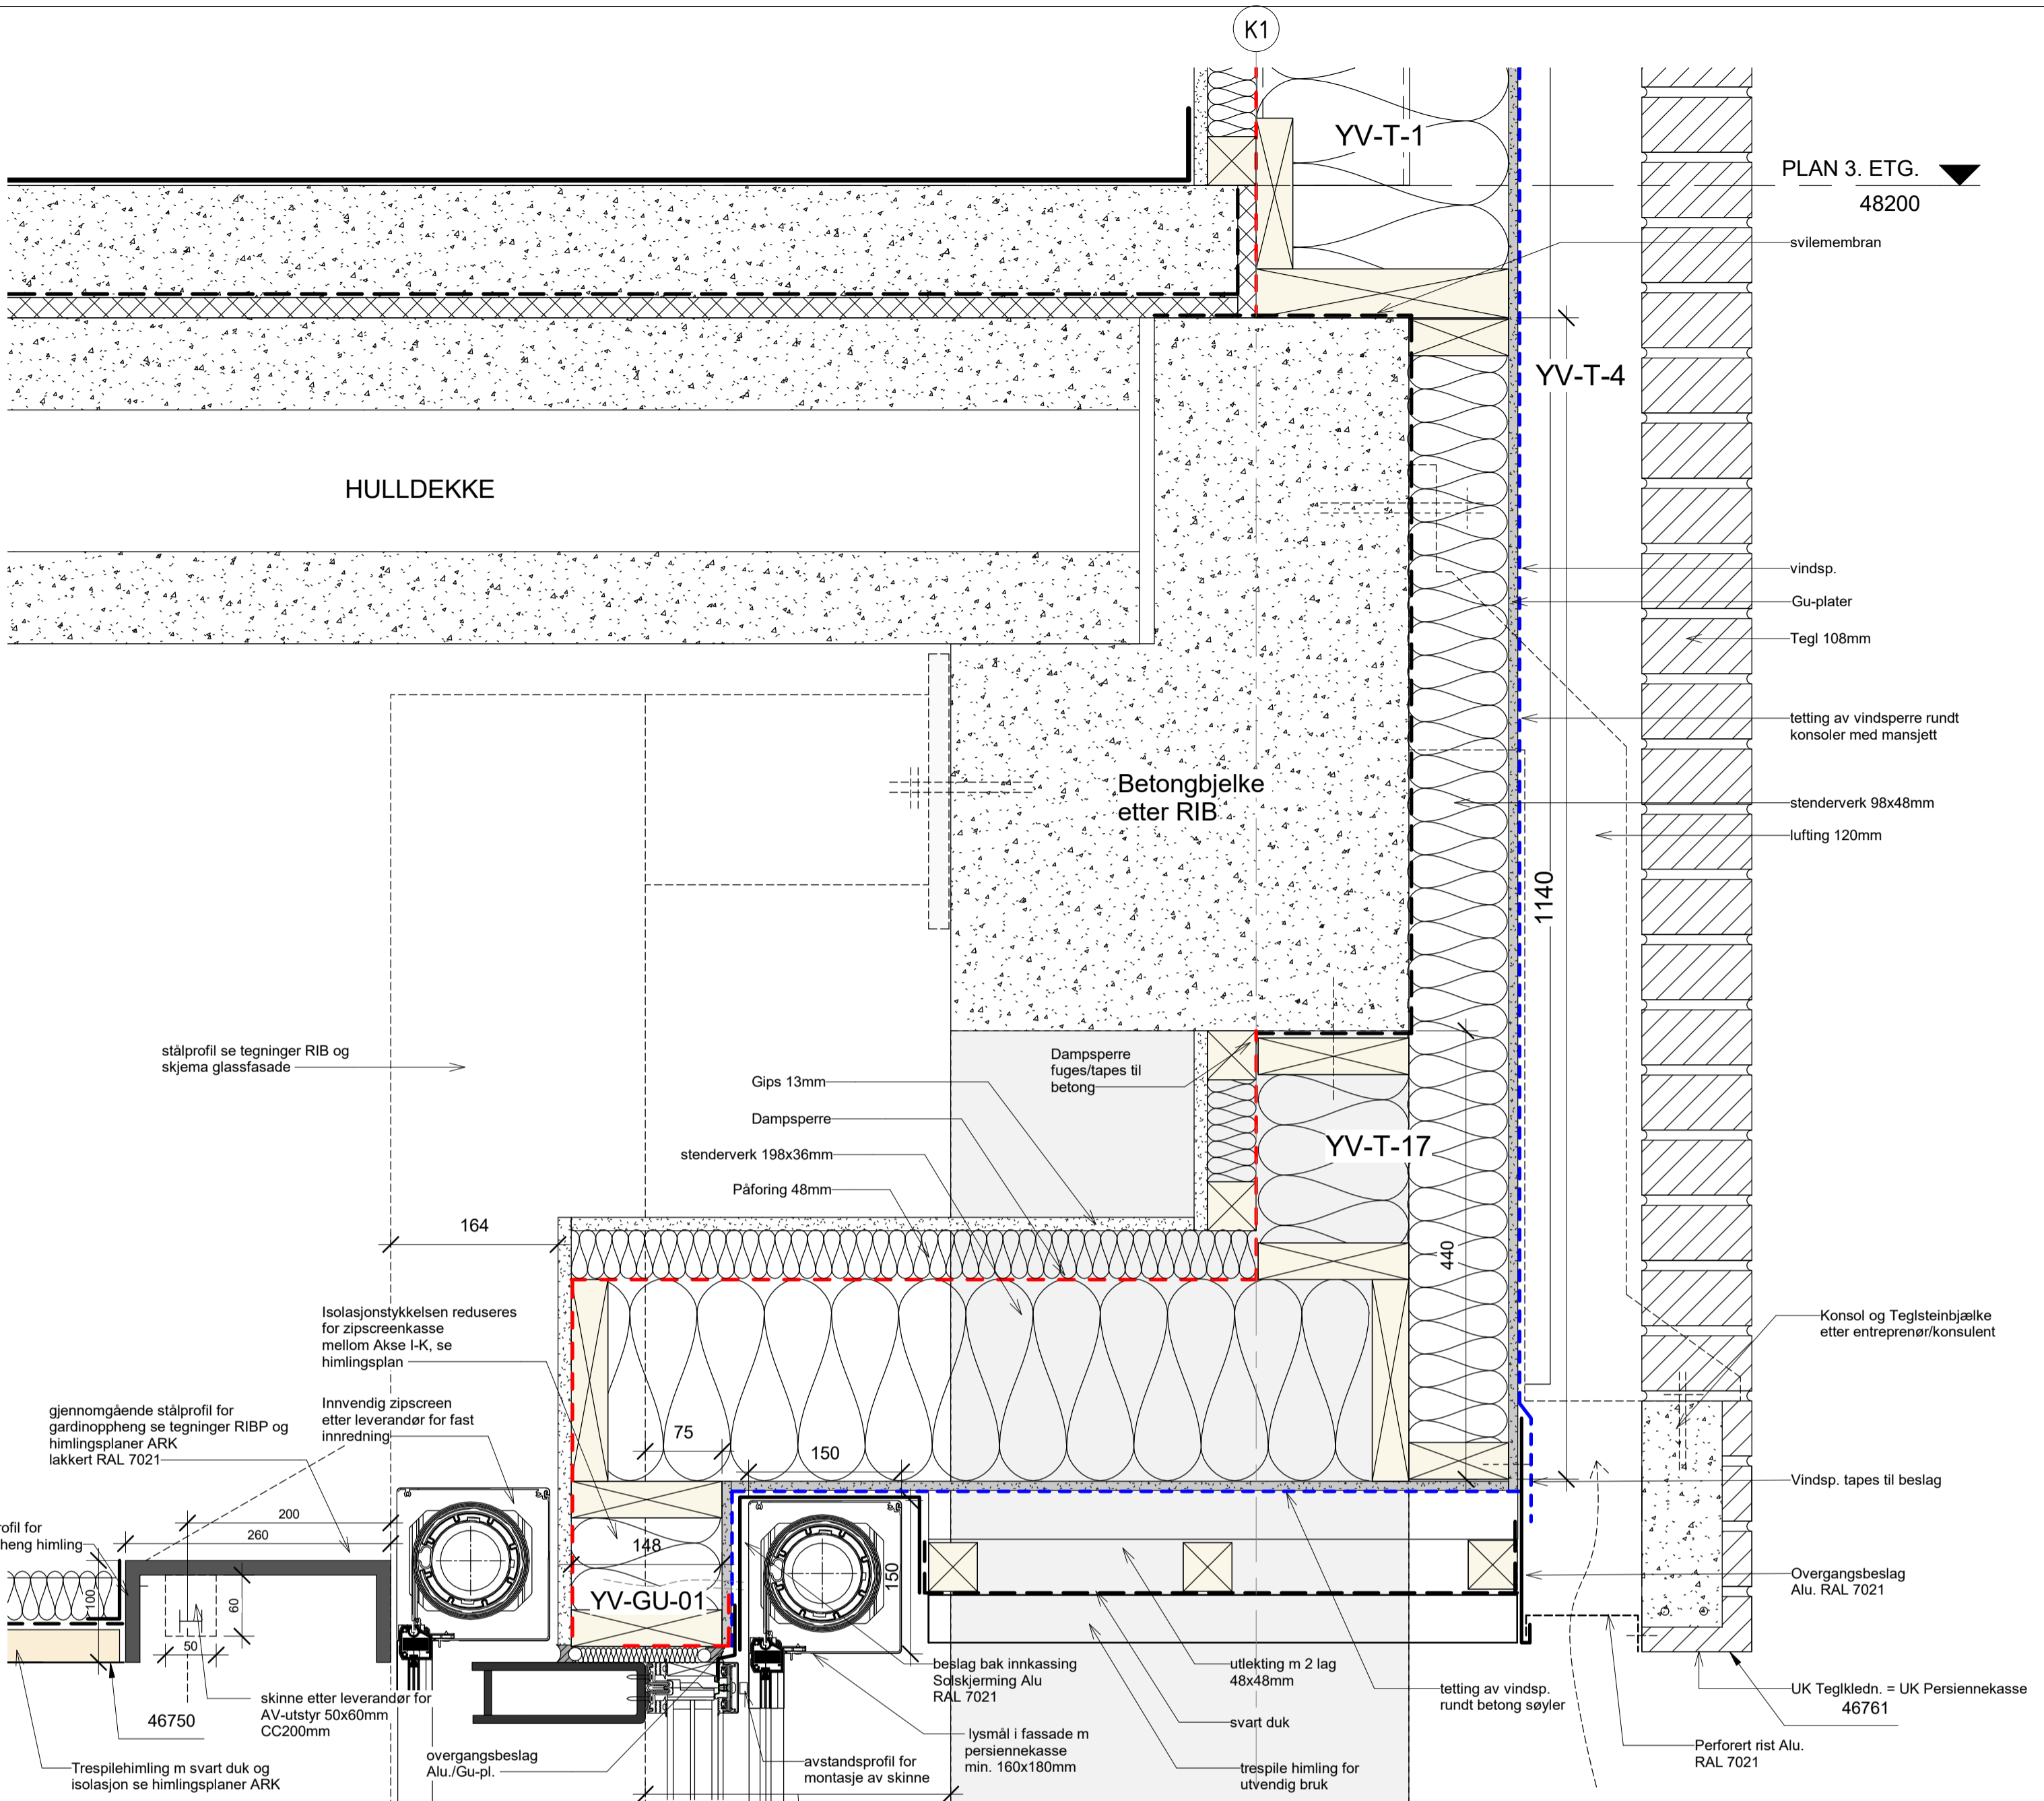 K1
YV-T-1
PLAN 3. ETG.
48200
svilemembran
YV-T-4
HULLDEKKE
vindsp.
Gu-plater
Tegl 108mm
tetting av vindsperre rundt
konsoler med mansjett
Betongbjelke
etter RIB
stenderverk 98x48mm
lufting 120mm
1140
stålprofil se tegninger RIB og
skjema glassfasade
Dampsperre
fuges/tapes til
betong
Gips 13mm
Dampsperre
stenderverk 198x36mm
Påforing 48mm
YV-T-17
164
440
Isolasjonstykkelsen reduseres
for zipscreenkasse
mellom Akse I-K, se
himlingsplan
Konsol og Teglsteinbjælke
etter entreprenør/konsulent
Innvendig zipscreen
etter leverandør for fast
innredning
gjennomgående stålprofil for
gardinoppheng se tegninger RIBP og
himlingsplaner ARK
lakkert RAL 7021
75
150
Vindsp. tapes til beslag
200
260
ofil for
heng himling
148
150
100
60
50
YV-GU-01
Overgangsbeslag
Alu. RAL 7021
beslag bak innkassing
Solskjerming Alu
RAL 7021
utlekting m 2 lag
48x48mm
tetting av vindsp.
rundt betong søyler
UK Teglkledn. = UK Persiennekasse
46761
skinne etter leverandør for
AV-utstyr 50x60mm
CC200mm
46750
svart duk
lysmål i fassade m
persiennekasse
min. 160x180mm
Perforert rist Alu.
RAL 7021
overgangsbeslag
Alu./Gu-pl.
avstandsprofil for
montasje av skinne
Trespilehimling m svart duk og
isolasjon se himlingsplaner ARK
trespile himling for
utvendig bruk